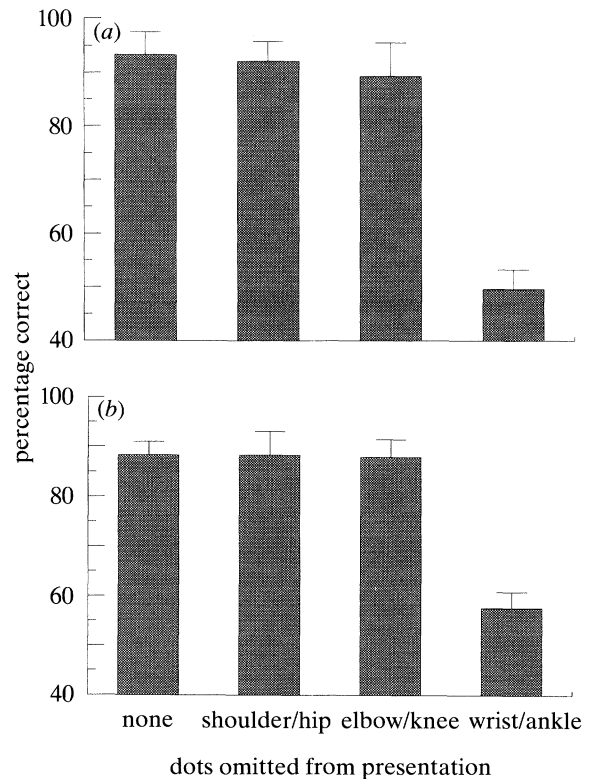 100
(a)
80
60
40
percentage correct
100
(b)
80
60
40
none shoulder/hip elbow/knee wrist/ankle
dots omitted from presentation